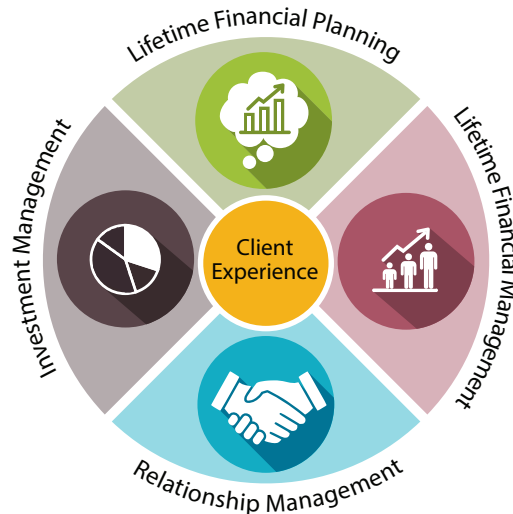 Lifetime Financial Planning
Investment Management
Lifetime Financial Management
Client
Experience
Relationship Management